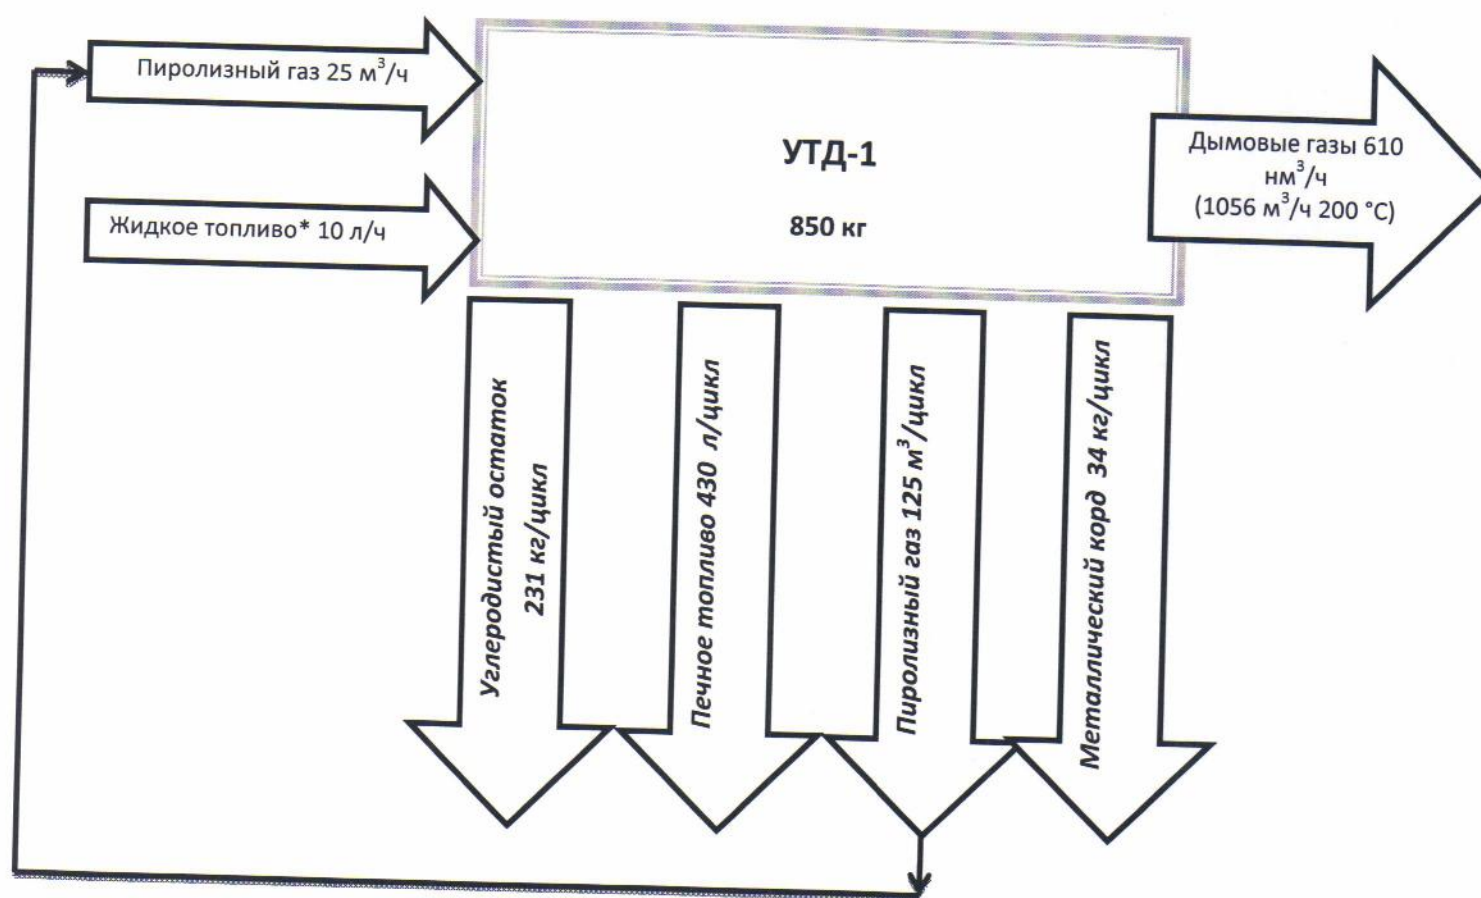 Пиролизный газ 25 м³/ч
Жидкое топливо* 10 л/ч
УТД-1
850 кг
Дымовые газы 610
нм³/ч
(1056 м³/ч 200 °С)
Углеродистый остаток
231 кг/цикл
Печное топливо 430 л/цикл
Пиролизный газ 125 м³/цикл
Металлический корд 34 кг/цикл